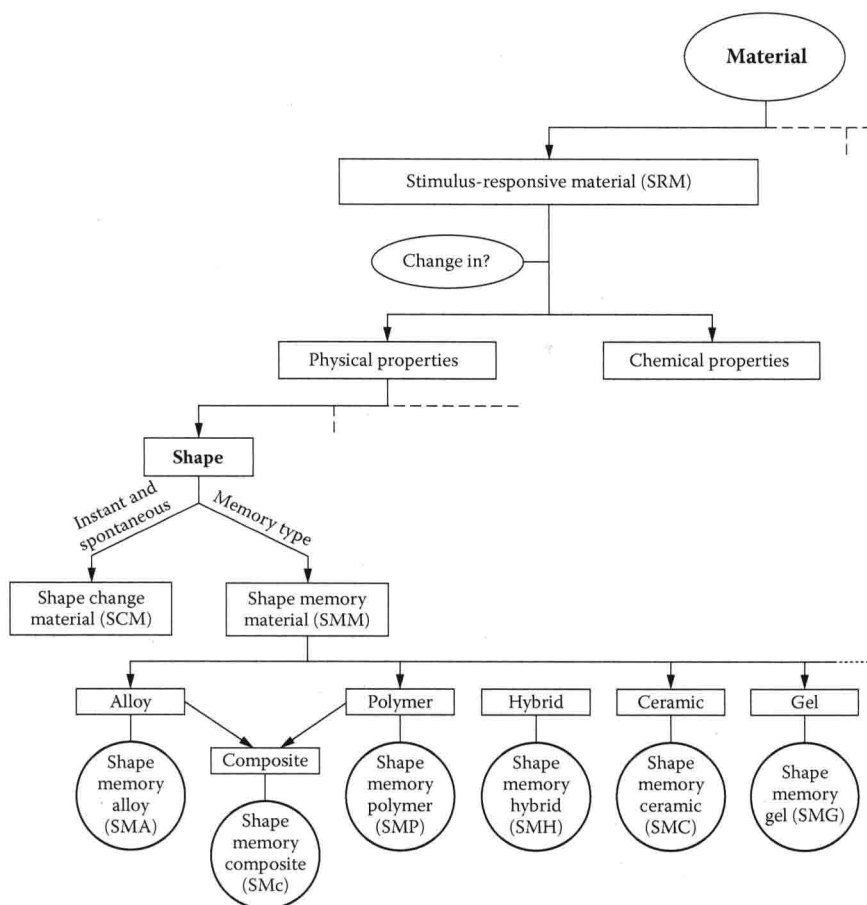 Material
Stimulus-responsive material (SRM)
Change in?
Physical properties
Chemical properties
Shape
Instant and
spontaneous
Memory type
Shape change
material (SCM)
Shape memory
material (SMM)
Alloy
Polymer
Hybrid
Ceramic
Gel
Composite
Shape
memory
alloy
(SMA)
Shape
memory
composite
(SMc)
Shape
memory
polymer
(SMP)
Shape
memory
hybrid
(SMH)
Shape
memory
ceramic
(SMC)
Shape
memory
gel (SMG)